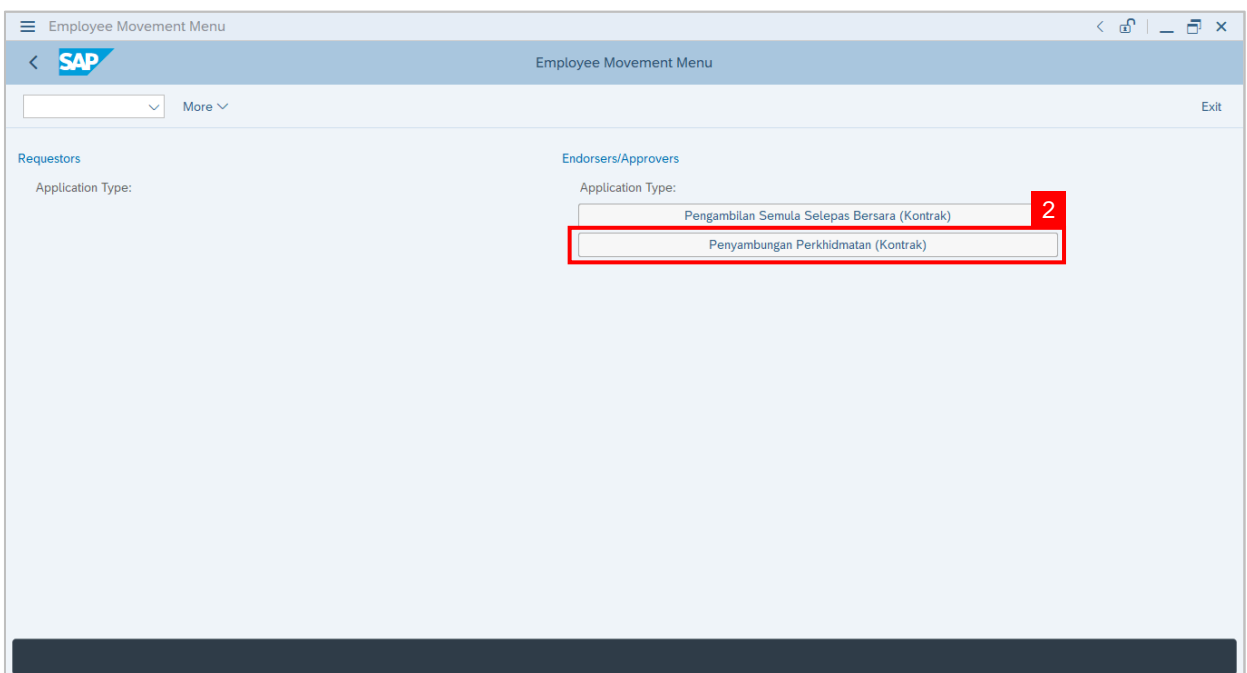 Employee Movement Menu
SAP
Employee Movement Menu
More
Exit
Requestors
Endorsers/Approvers
Application Type:
Application Type:
Pengambilan Semula Selepas Bersara (Kontrak)
2
Penyambungan Perkhidmatan (Kontrak)